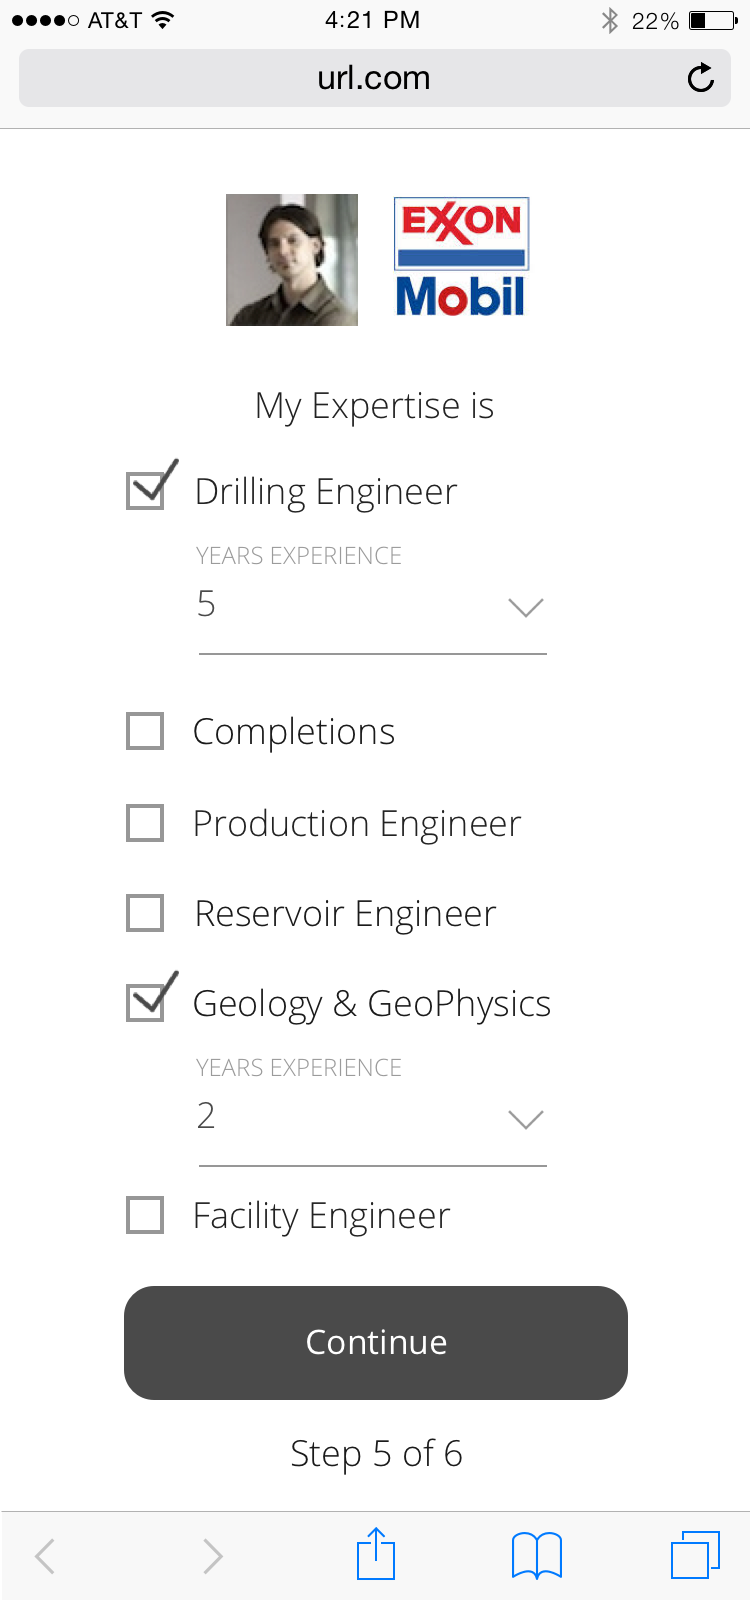 AT&T 4:21 PM 22%
url.com
EXXON
Mobil
My Expertise is
Drilling Engineer
YEARS EXPERIENCE
5
Completions
Production Engineer
Reservoir Engineer
Geology & GeoPhysics
YEARS EXPERIENCE
2
Facility Engineer
Continue
Step 5 of 6